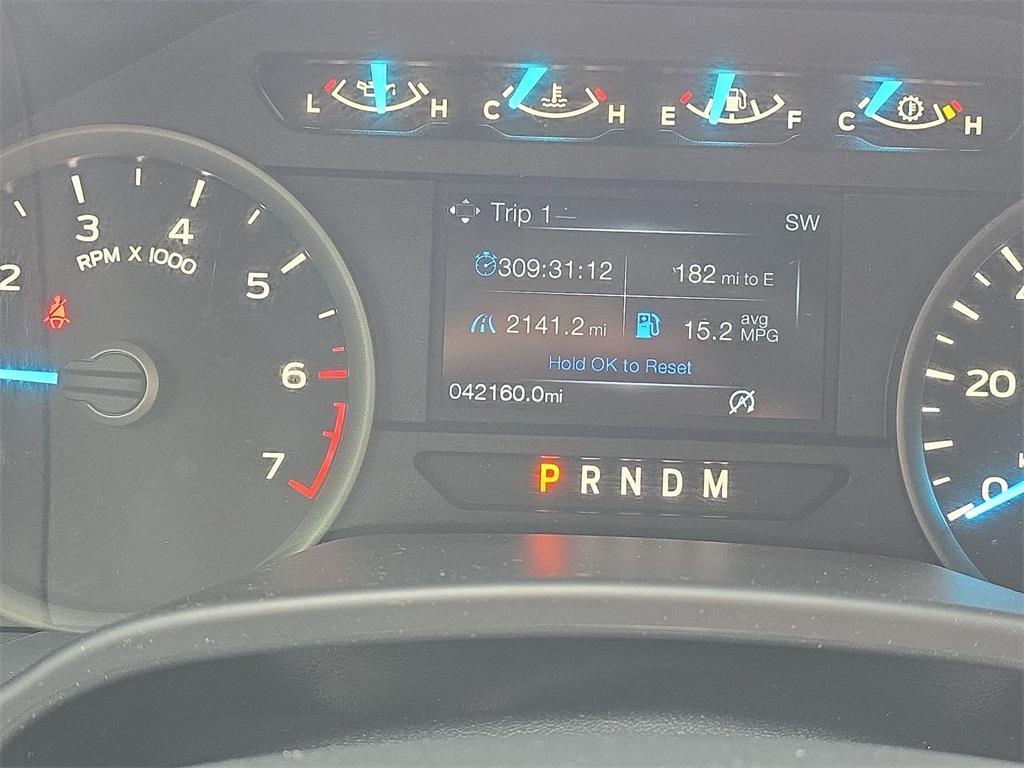 L H
C H
E F
C H
2
3
4
5
6
7
RPM X 1000
Trip 1
SW
309:31:12
182 mi to E
2141.2 mi
15.2 avg MPG
Hold OK to Reset
042160.0mi
P R N D M
20
0